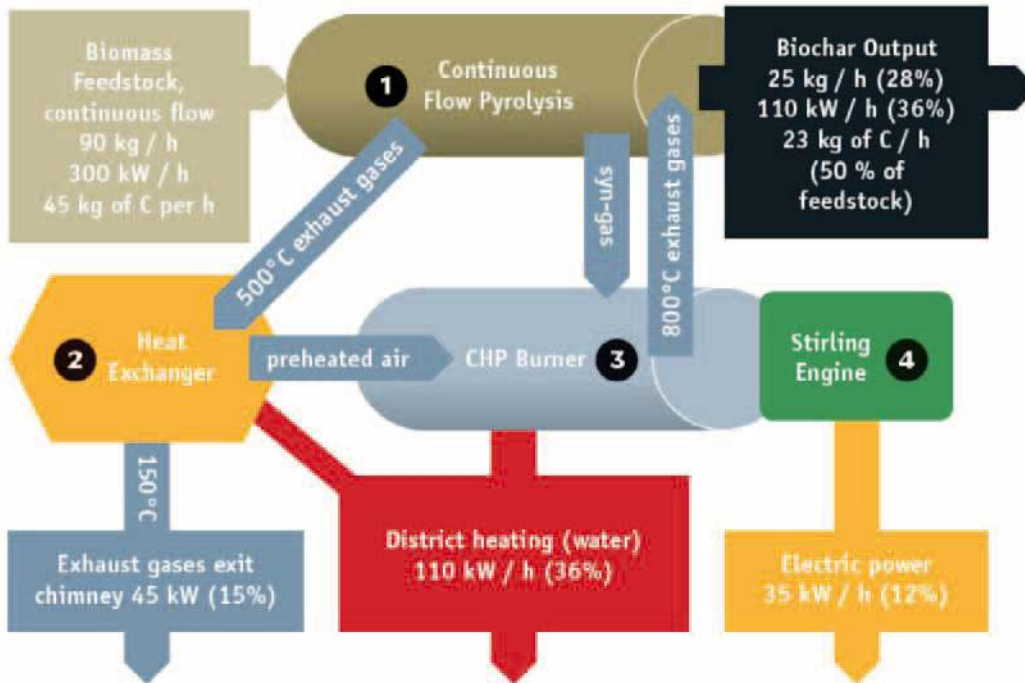 Biomass
Feedstock,
continuous flow
90 kg / h
300 kW / h
45 kg of C per h
1
Continuous
Flow Pyrolysis
Biochar Output
25 kg / h (28%)
110 kW / h (36%)
23 kg of C / h
(50 % of
feedstock)
500°C exhaust gases
syn-gas
800°C exhaust gases
2
Heat
Exchanger
preheated air
CHP Burner
3
Stirling
Engine
4
150°C
Exhaust gases exit
chimney 45 kW (15%)
District heating (water)
110 kW / h (36%)
Electric power
35 kW / h (12%)